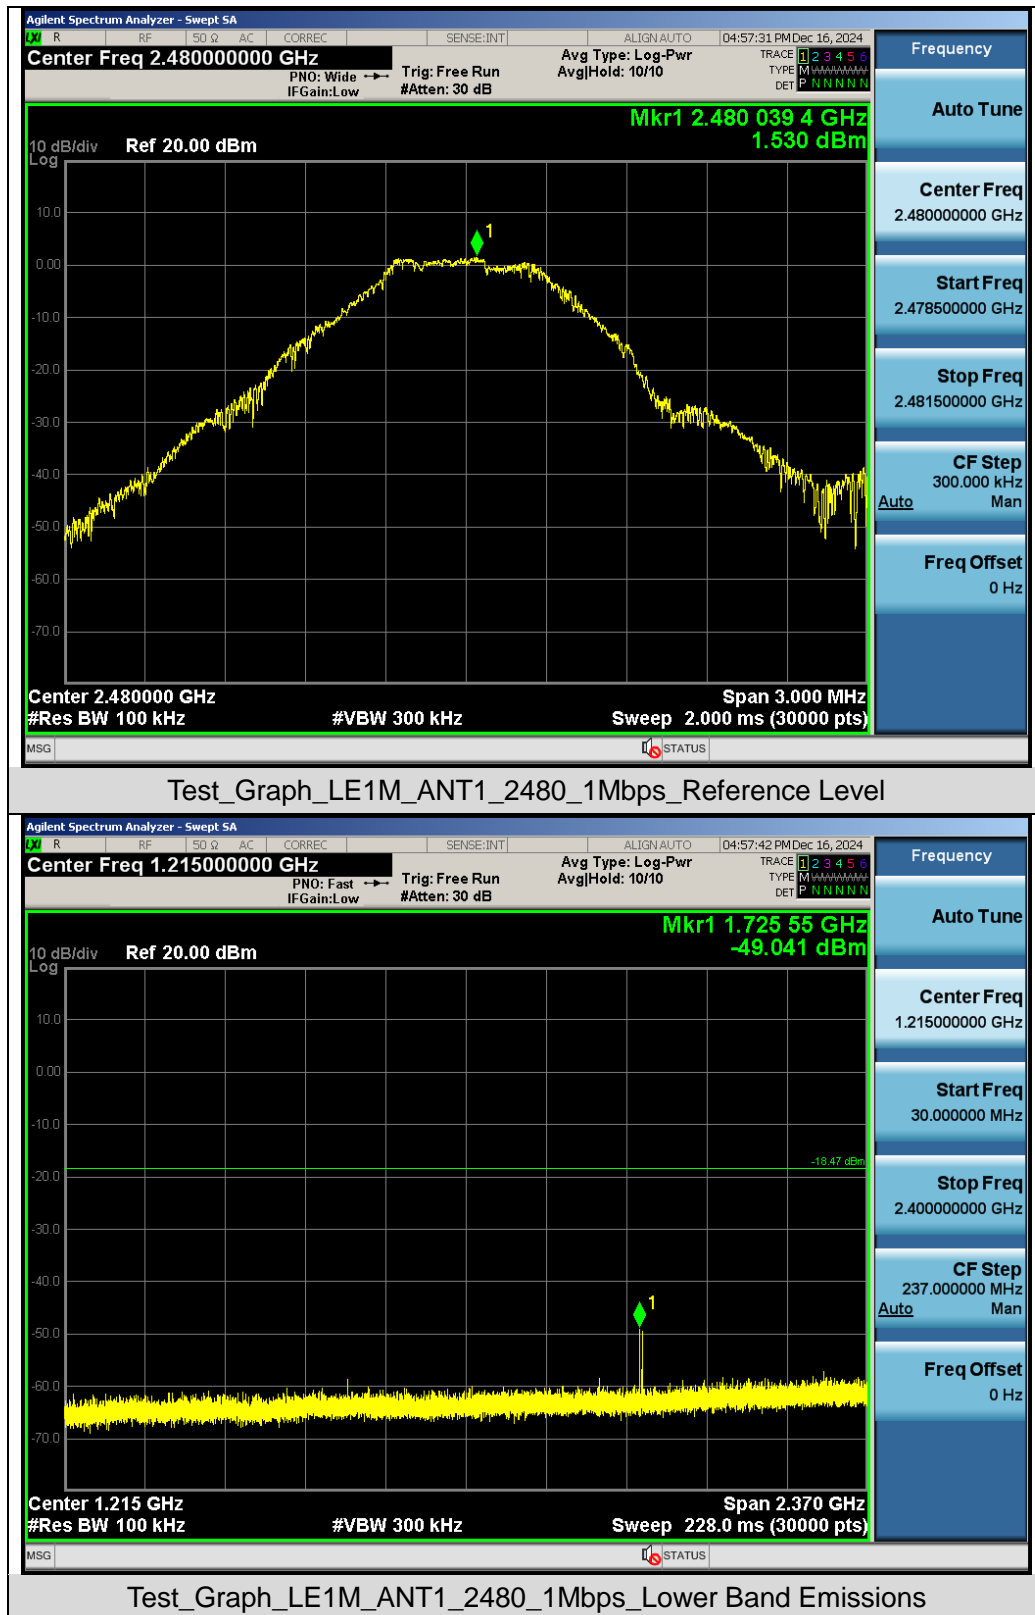 Agilent Spectrum Analyzer - Swept SA
LXI R RF 50 Ω AC CORREC SENSE:INT ALIGN AUTO 04:57:31 PM Dec 16, 2024
Center Freq 2.480000000 GHz
PNO: Wide
IFGain:Low
Trig: Free Run
#Atten: 30 dB
Avg Type: Log-Pwr
Avg|Hold: 10/10
TRACE 1 2 3 4 5 6
TYPE M
DET P N N N N N
Mkr1 2.480 039 4 GHz
1.530 dBm
10 dB/div Ref 20.00 dBm
Log
10.0
0.00
-10.0
-20.0
-30.0
-40.0
-50.0
-60.0
-70.0
1
Center 2.480000 GHz Span 3.000 MHz
#Res BW 100 kHz #VBW 300 kHz Sweep 2.000 ms (30000 pts)
MSG STATUS
Frequency
Auto Tune
Center Freq
2.480000000 GHz
Start Freq
2.478500000 GHz
Stop Freq
2.481500000 GHz
CF Step
300.000 kHz
Auto Man
Freq Offset
0 Hz
Test_Graph_LE1M_ANT1_2480_1Mbps_Reference Level
Agilent Spectrum Analyzer - Swept SA
LXI R RF 50 Ω AC CORREC SENSE:INT ALIGN AUTO 04:57:42 PM Dec 16, 2024
Center Freq 1.215000000 GHz
PNO: Fast
IFGain:Low
Trig: Free Run
#Atten: 30 dB
Avg Type: Log-Pwr
Avg|Hold: 10/10
TRACE 1 2 3 4 5 6
TYPE M
DET P N N N N N
Mkr1 1.725 55 GHz
-49.041 dBm
10 dB/div Ref 20.00 dBm
Log
10.0
0.00
-10.0
-20.0
-30.0
-40.0
-50.0
-60.0
-70.0
-18.47 dBm
1
Center 1.215 GHz Span 2.370 GHz
#Res BW 100 kHz #VBW 300 kHz Sweep 228.0 ms (30000 pts)
MSG STATUS
Frequency
Auto Tune
Center Freq
1.215000000 GHz
Start Freq
30.000000 MHz
Stop Freq
2.400000000 GHz
CF Step
237.000000 MHz
Auto Man
Freq Offset
0 Hz
Test_Graph_LE1M_ANT1_2480_1Mbps_Lower Band Emissions